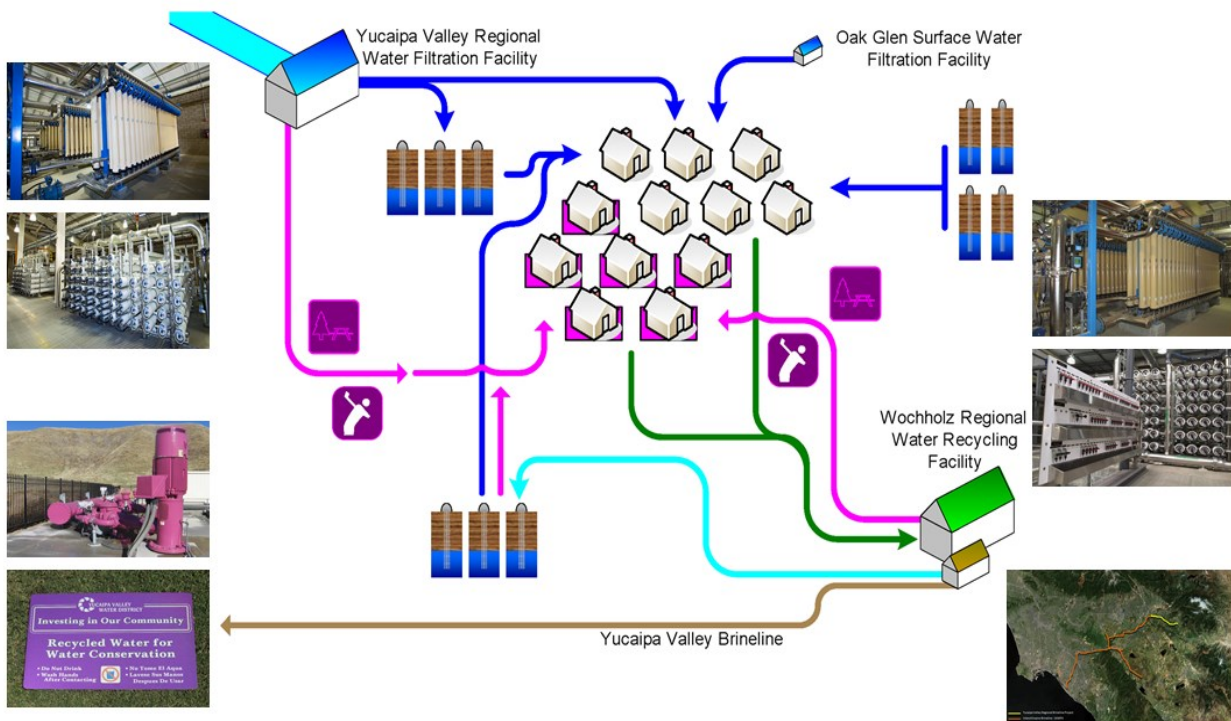 Yucaipa Valley Regional
Water Filtration Facility
Oak Glen Surface Water
Filtration Facility
Wochholz Regional
Water Recycling
Facility
Yucaipa Valley Brineline
YUCAIPA VALLEY
WATER DISTRICT
Investing in Our Community
Recycled Water for
Water Conservation
• Do Not Drink
• Wash Hands
After Contacting
• No Tome El Aqua
• Lavese Sus Manos
Despues De Usar